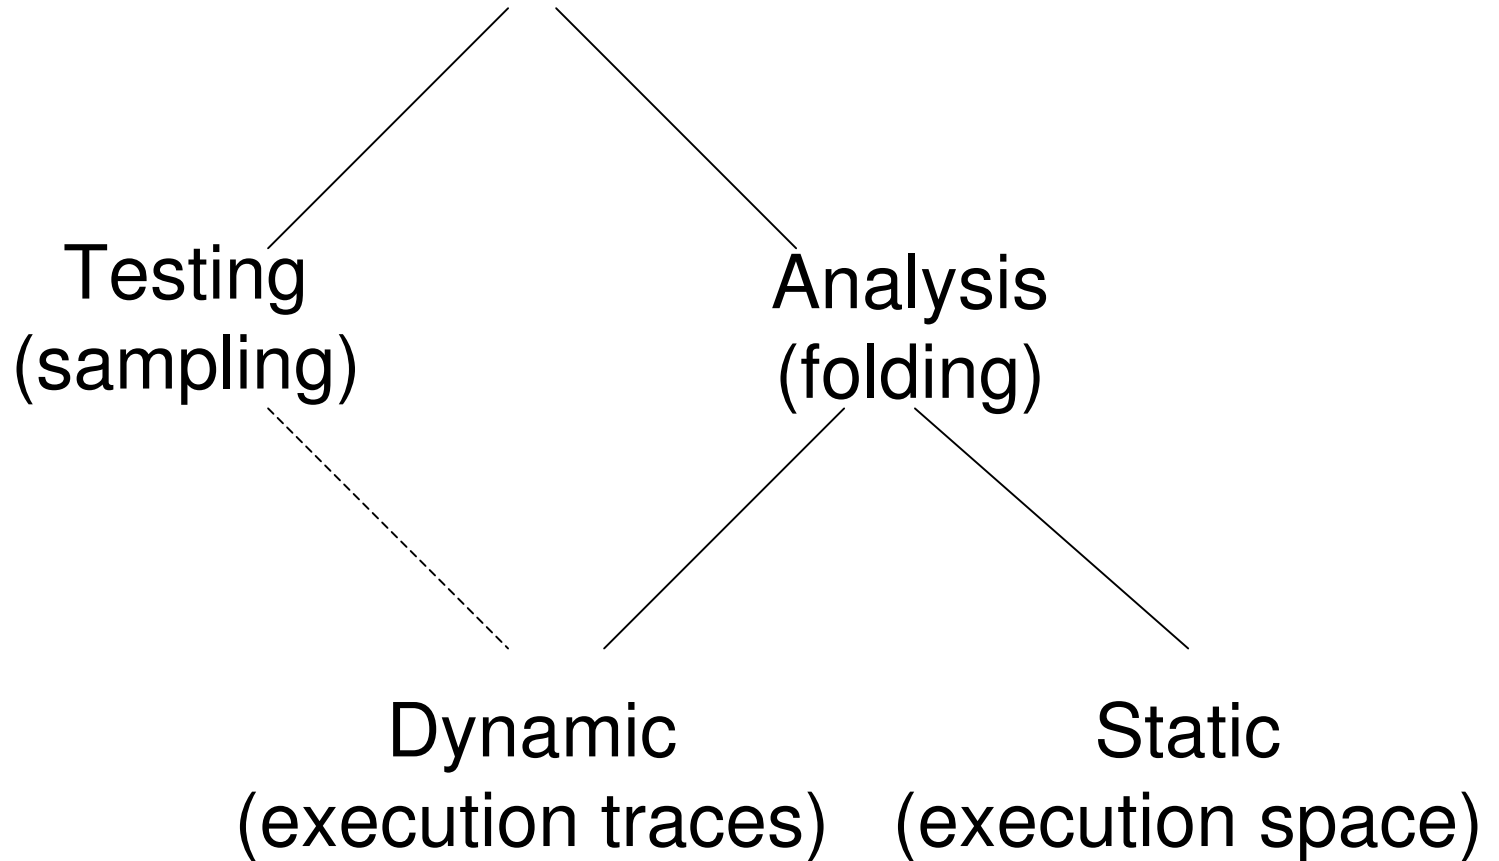 Testing
(sampling)
Analysis
(folding)
Dynamic
(execution traces)
Static
(execution space)